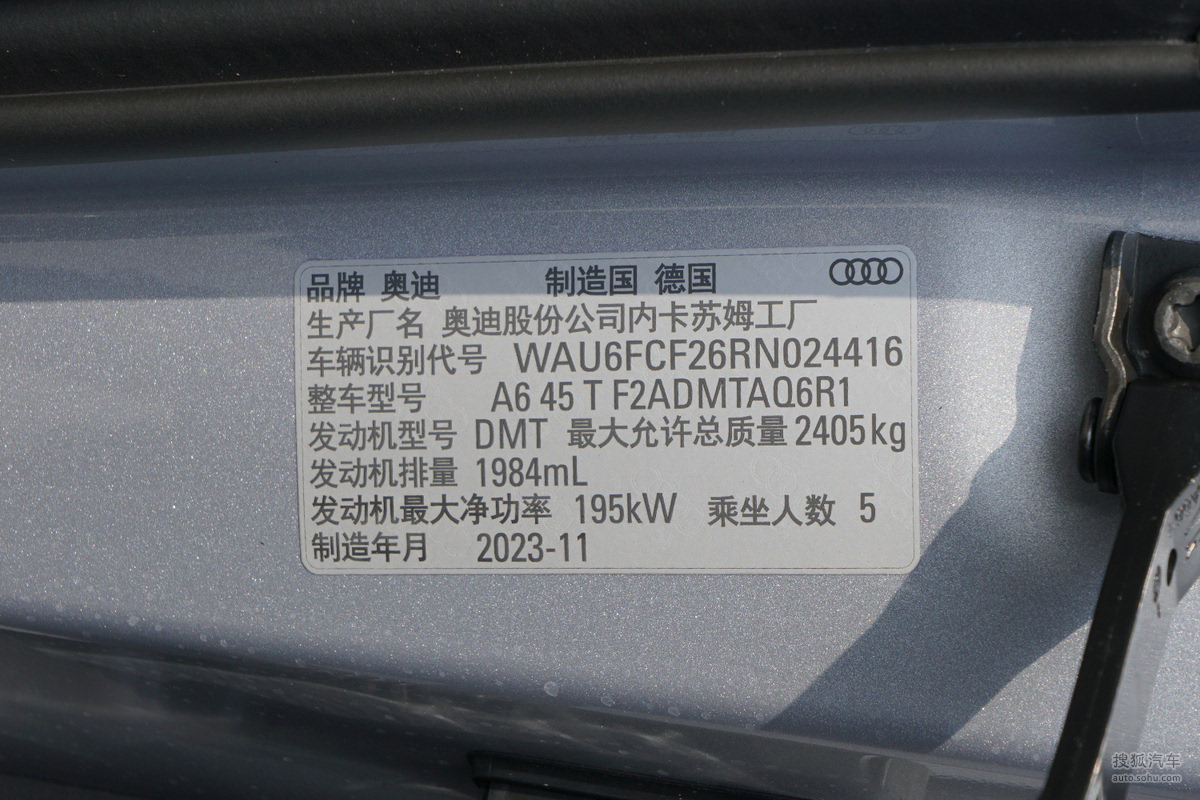 品牌 奥迪 制造国 德国
生产厂名 奥迪股份公司内卡苏姆工厂
车辆识别代号 WAU6FCF26RN024416
整车型号 A6 45 T F2ADMTAQ6R1
发动机型号 DMT 最大允许总质量 2405kg
发动机排量 1984mL
发动机最大净功率 195kW 乘坐人数 5
制造年月 2023-11
搜狐汽车
auto.sohu.com